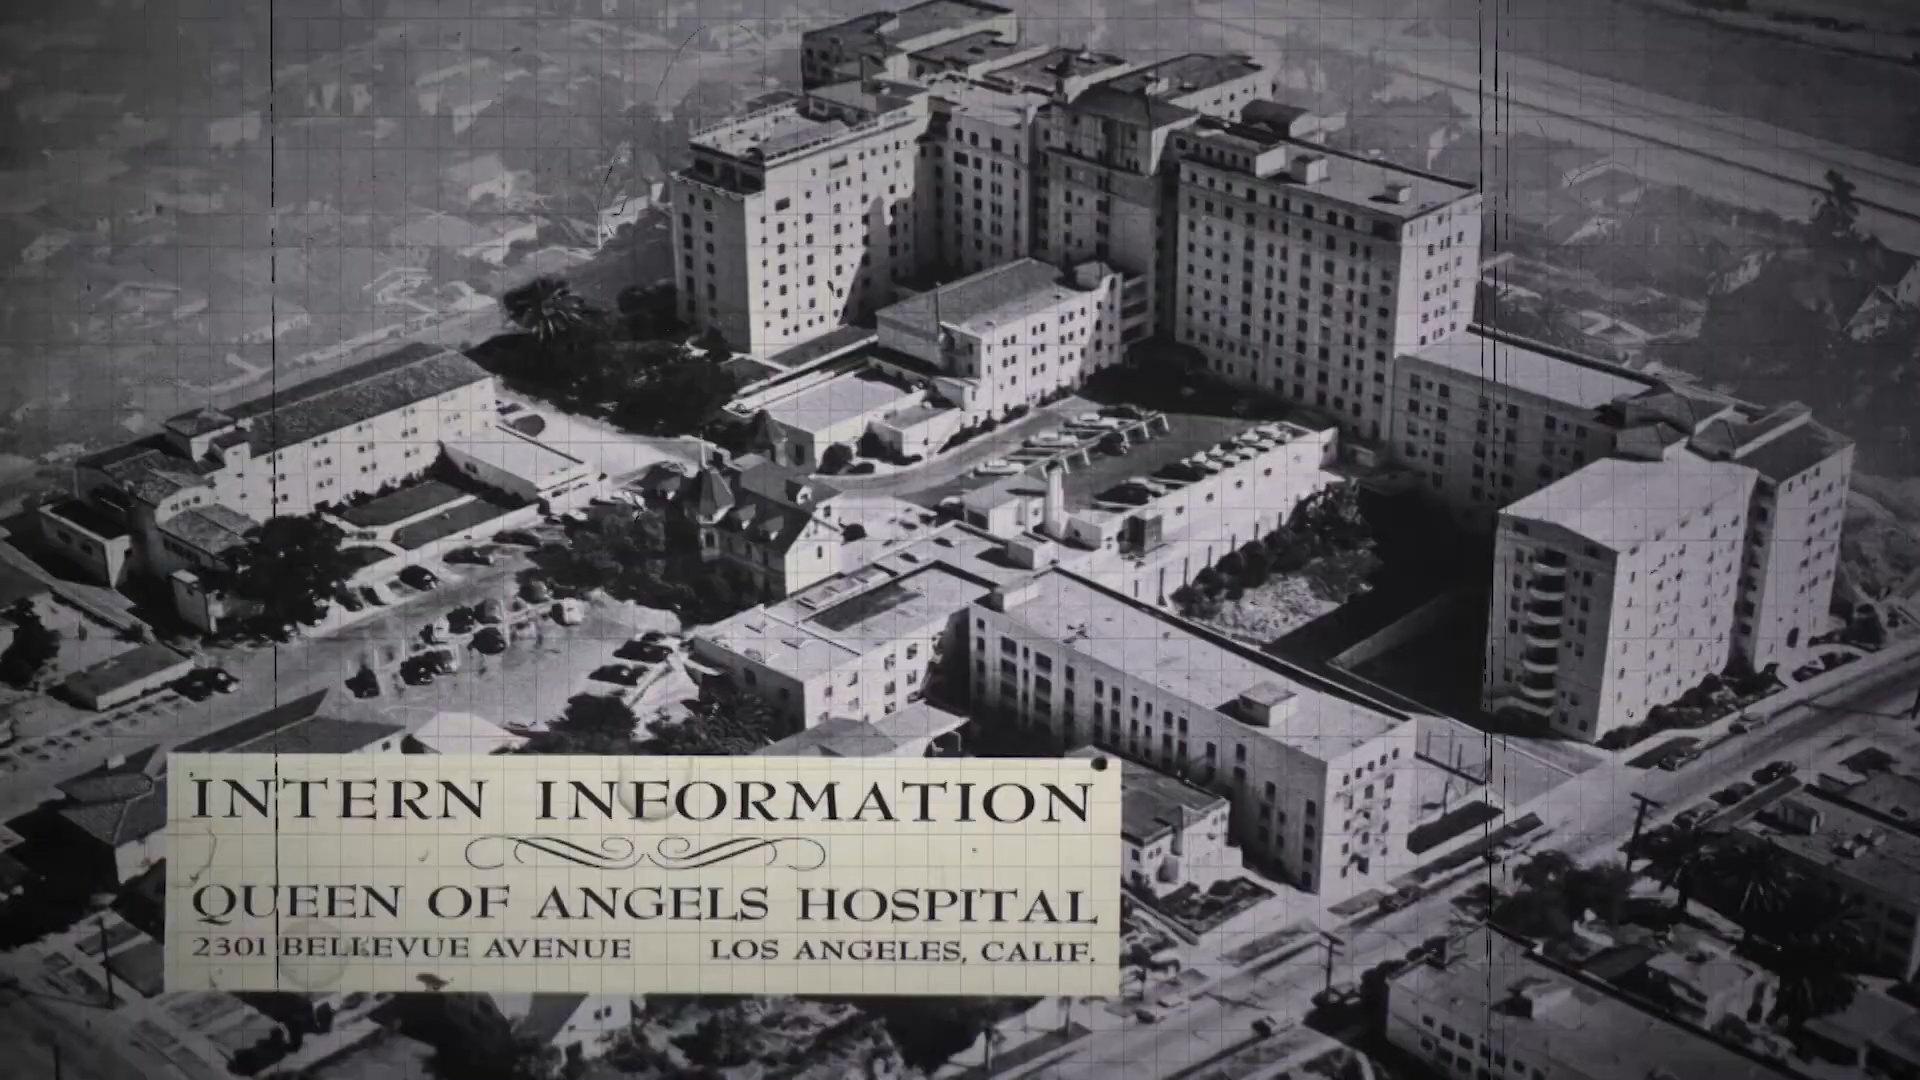 INTERN INFORMATION
QUEEN OF ANGELS HOSPITAL
2301 BELLEVUE AVENUE LOS ANGELES, CALIF.